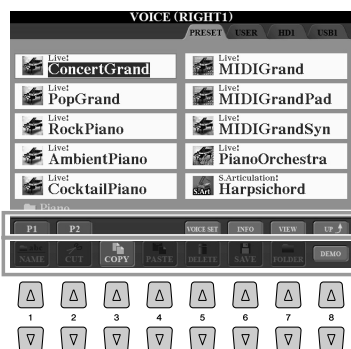 VOICE (RIGHT1)
PRESET USER HD1 USB1
Live! ConcertGrand
Live! MIDIGrand
Live! PopGrand
Live! MIDIGrandPad
Live! RockPiano
Live! MIDIGrandSyn
Live! AmbientPiano
Live! PianoOrchestra
Live! CocktailPiano
S.Art S.Articulation! Harpsichord
Piano
P1 P2 VOICE SET INFO VIEW UP
NAME CUT COPY PASTE DELETE SAVE FOLDER DEMO
1 2 3 4 5 6 7 8